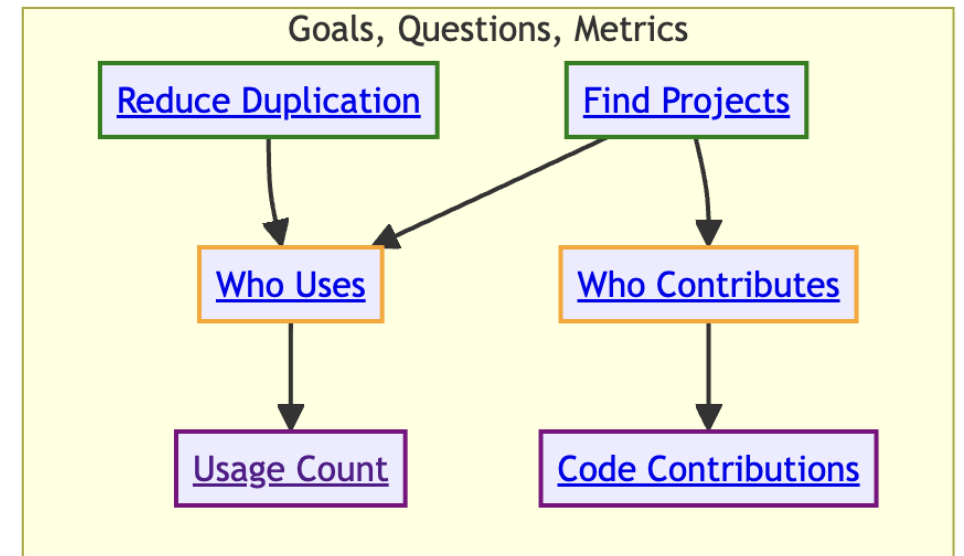 Goals, Questions, Metrics
Reduce Duplication
Find Projects
Who Uses
Who Contributes
Usage Count
Code Contributions